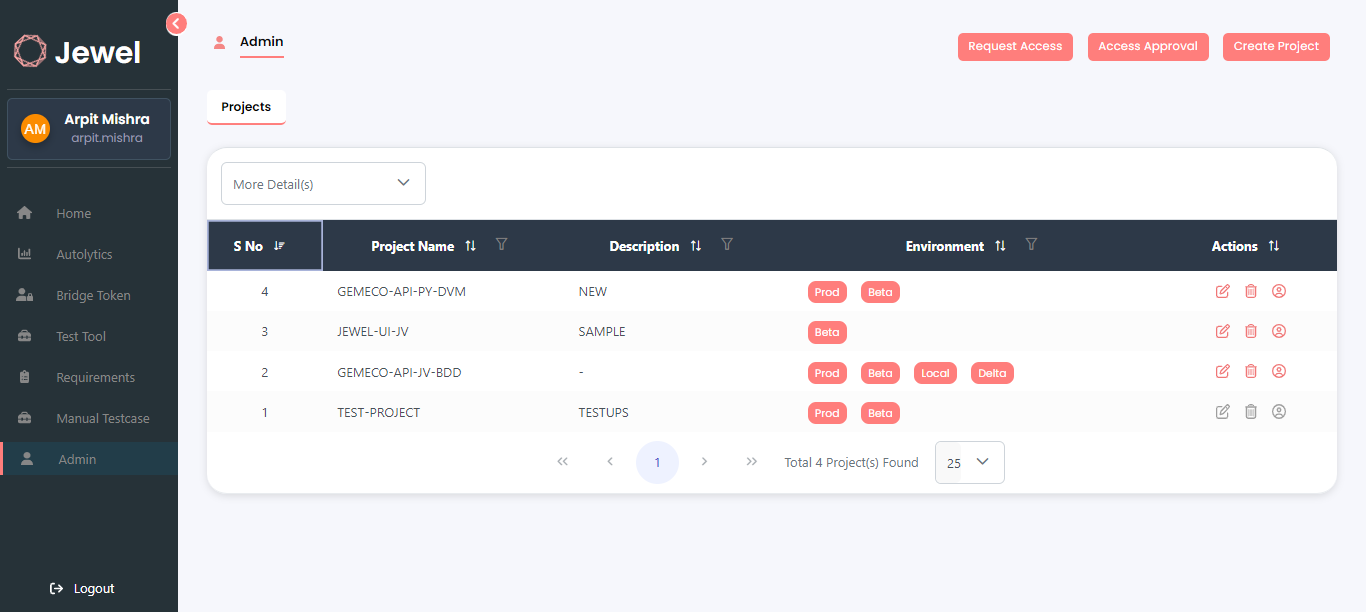 Jewel
AM
Arpit Mishra
arpit.mishra
Home
Autolytics
Bridge Token
Test Tool
Requirements
Manual Testcase
Admin
Logout
Admin
Request Access Access Approval Create Project
Projects
More Detail(s)
S No Project Name Description Environment Actions
4 GEMECO-API-PY-DVM NEW Prod Beta
3 JEWEL-UI-JV SAMPLE Beta
2 GEMECO-API-JV-BDD - Prod Beta Local Delta
1 TEST-PROJECT TESTUPS Prod Beta
1 Total 4 Project(s) Found 25